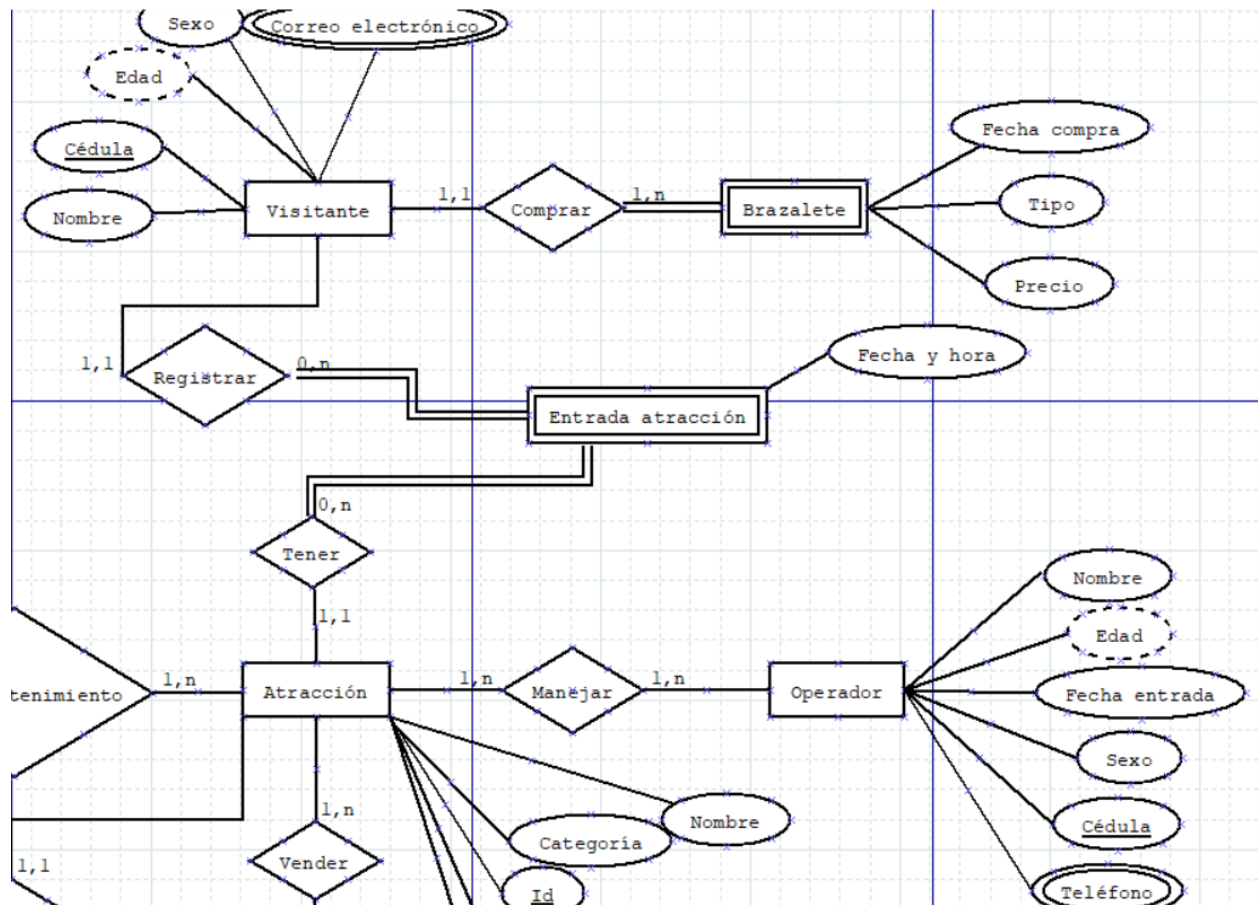 Sexo
Correo electrónico
Edad
Cédula
Nombre
Visitante
1,1
Comprar
1,n
Brazalete
Fecha compra
Tipo
Precio
1,1
Registrar
0,n
Entrada atracción
Fecha y hora
0,n
Tener
1,1
tenimiento
1,n
Atracción
1,n
Manejar
1,n
Operador
Nombre
Edad
Fecha entrada
Sexo
Cédula
Teléfono
1,n
Vender
Categoría
Nombre
Id
1,1